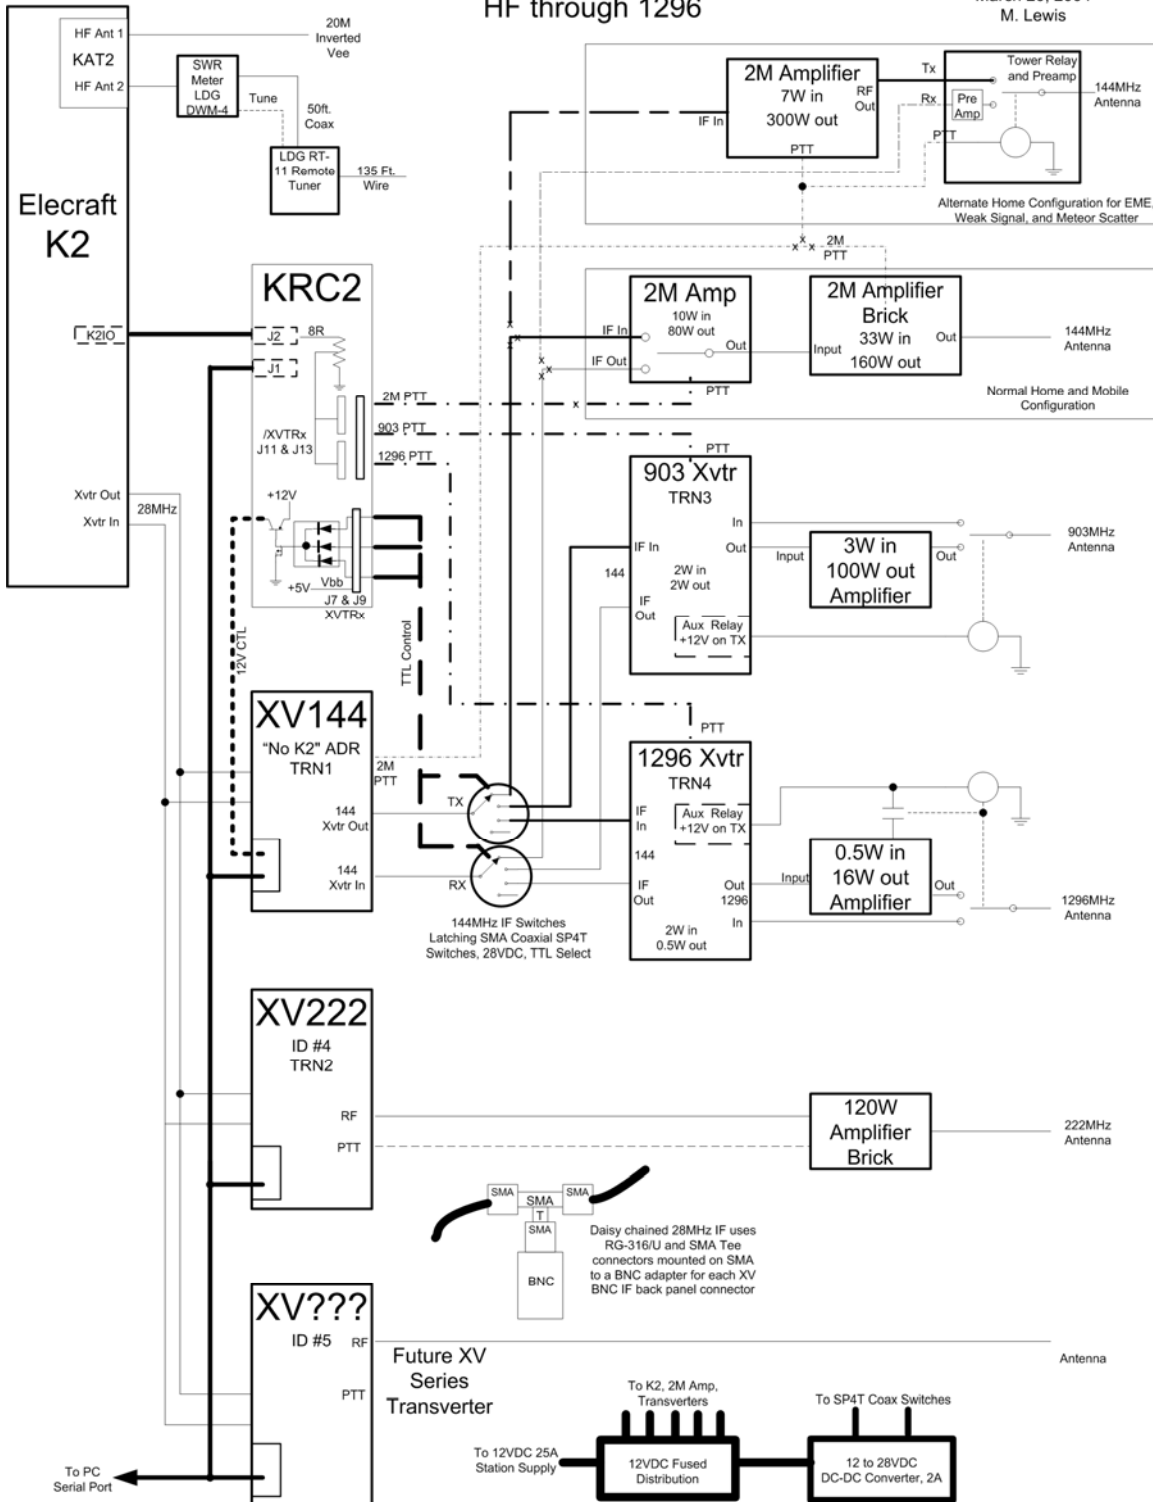 HF through 1296
M. Lewis
HF Ant 1
KAT2
HF Ant 2
20M
Inverted
Vee
SWR
Meter
LDG
DWM-4
Tune
50ft.
Coax
LDG RT-
11 Remote
Tuner
135 Ft.
Wire
Elecraft
K2
K2IO
Xvtr Out
Xvtr In
28MHz
2M Amplifier
7W in
300W out
RF
Out
IF In
PTT
Tx
Rx
PTT
Tower Relay
and Preamp
Pre
Amp
144MHz
Antenna
Alternate Home Configuration for EME,
Weak Signal, and Meteor Scatter
2M
PTT
KRC2
J2
8R
J1
/XVTRx
J11 & J13
2M PTT
903 PTT
1296 PTT
+12V
+5V
Vbb
J7 & J9
XVTRx
12V CTL
TTL Control
2M Amp
10W in
80W out
IF In
IF Out
Out
PTT
2M Amplifier
Brick
33W in
160W out
Input
Out
144MHz
Antenna
Normal Home and Mobile
Configuration
PTT
903 Xvtr
TRN3
In
Out
IF In
144
2W in
2W out
IF
Out
Aux Relay
+12V on TX
Input
3W in
100W out
Amplifier
Out
903MHz
Antenna
XV144
"No K2" ADR
TRN1
2M
PTT
144
Xvtr Out
144
Xvtr In
TX
RX
144MHz IF Switches
Latching SMA Coaxial SP4T
Switches, 28VDC, TTL Select
PTT
1296 Xvtr
TRN4
IF
In
Aux Relay
+12V on TX
144
IF
Out
Out
1296
In
2W in
0.5W out
Input
0.5W in
16W out
Amplifier
Out
1296MHz
Antenna
XV222
ID #4
TRN2
RF
PTT
120W
Amplifier
Brick
222MHz
Antenna
SMA
SMA
SMA
T
SMA
BNC
Daisy chained 28MHz IF uses
RG-316/U and SMA Tee
connectors mounted on SMA
to a BNC adapter for each XV
BNC IF back panel connector
XV???
ID #5
RF
PTT
Future XV
Series
Transverter
Antenna
To K2, 2M Amp,
Transverters
To SP4T Coax Switches
To 12VDC 25A
Station Supply
12VDC Fused
Distribution
12 to 28VDC
DC-DC Converter, 2A
To PC
Serial Port